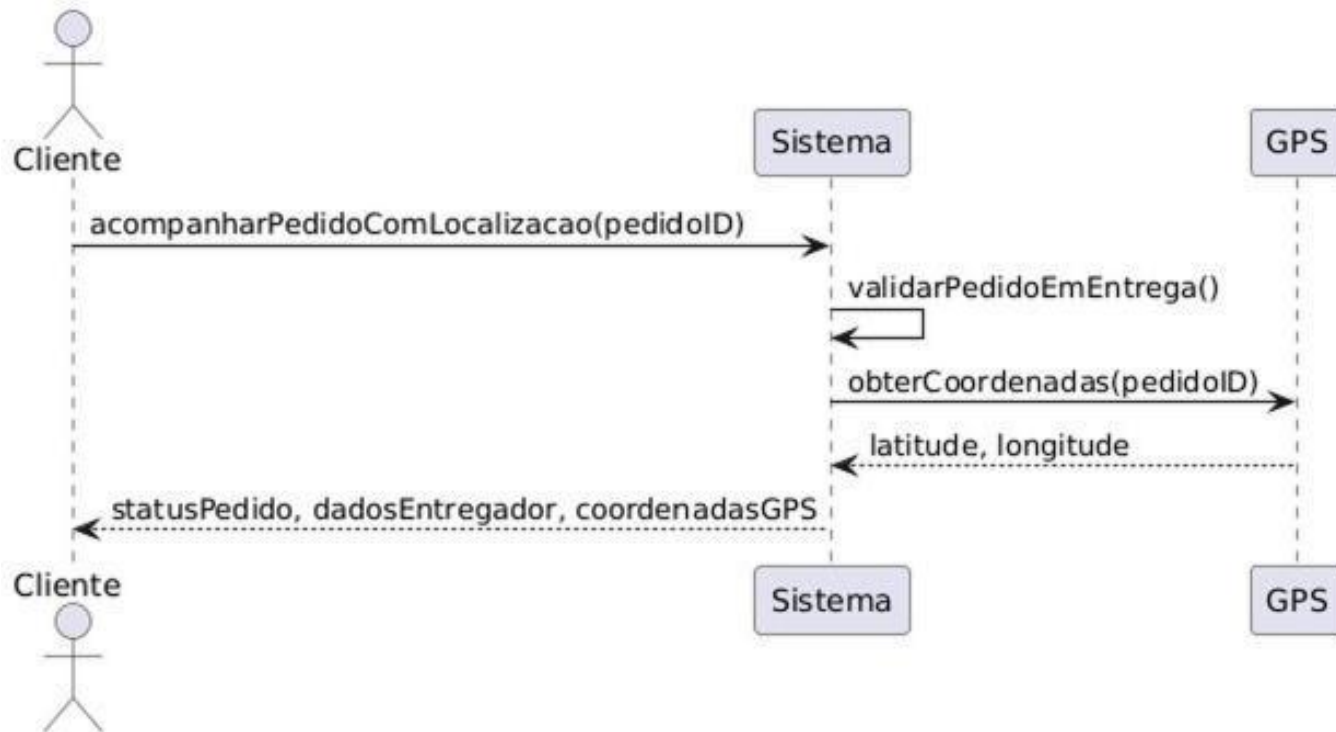 Cliente
Sistema
GPS
acompanharPedidoComLocalizacao(pedidoID)
validarPedidoEmEntrega()
obterCoordenadas(pedidoID)
latitude, longitude
statusPedido, dadosEntregador, coordenadasGPS
Cliente
Sistema
GPS